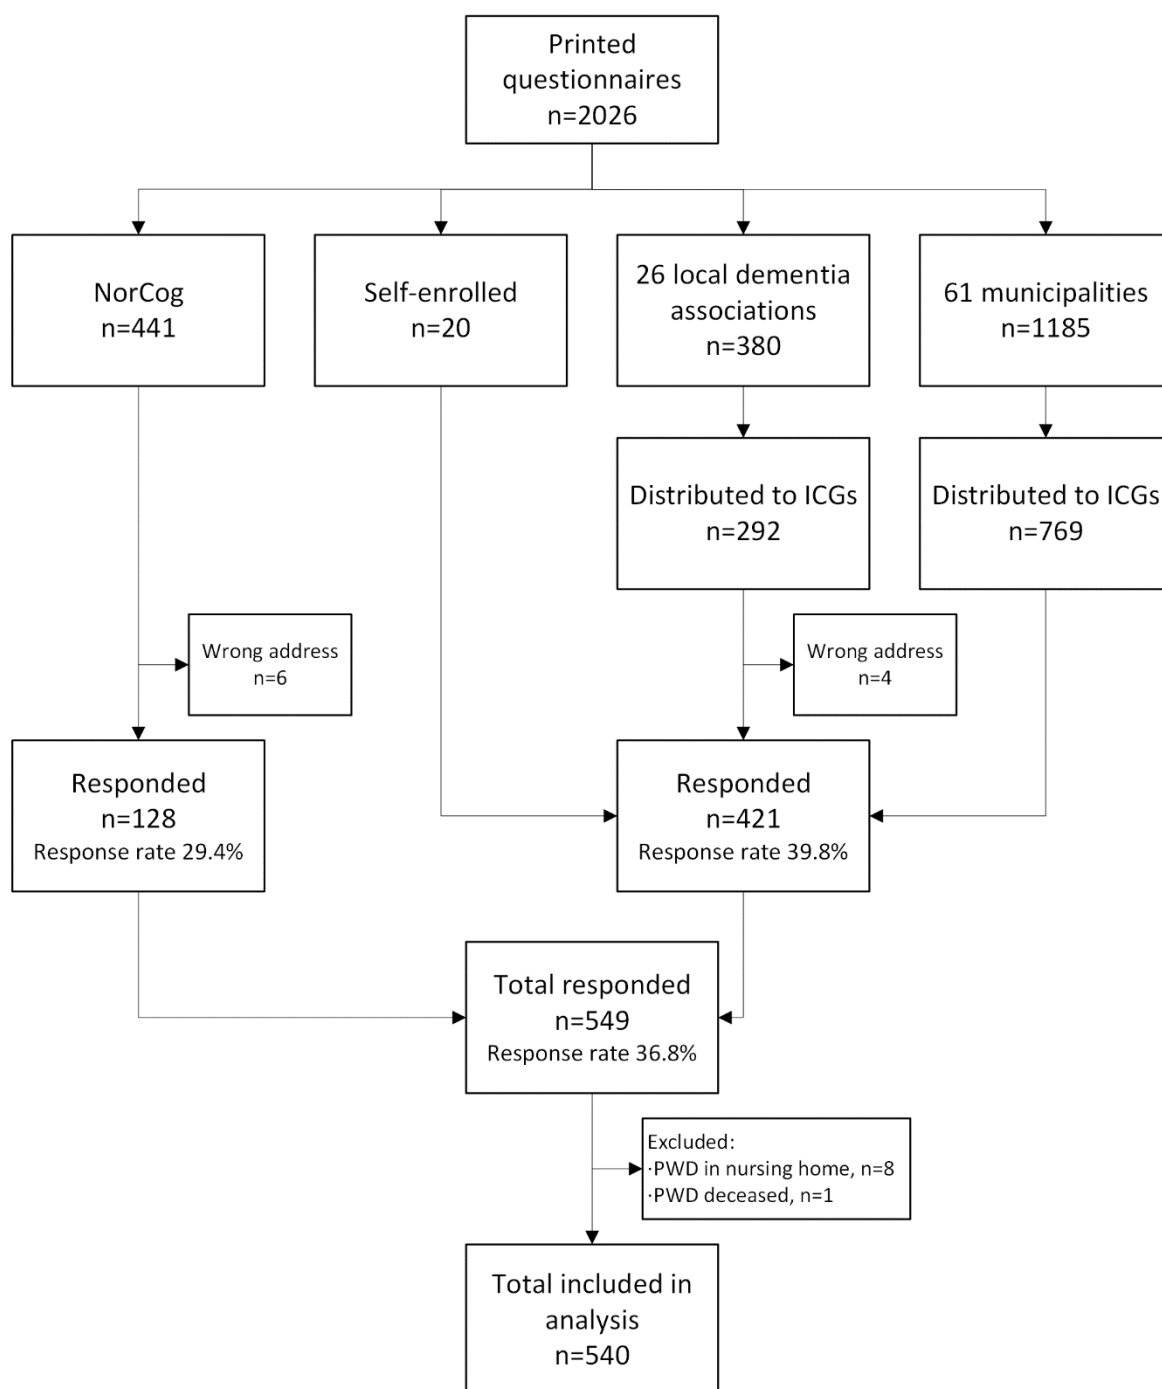 Printed
questionnaires
n=2026
NorCog
n=441
Self-enrolled
n=20
26 local dementia
associations
n=380
61 municipalities
n=1185
Distributed to ICGs
n=292
Distributed to ICGs
n=769
Wrong address
n=6
Wrong address
n=4
Responded
n=128
Response rate 29.4%
Responded
n=421
Response rate 39.8%
Total responded
n=549
Response rate 36.8%
Excluded:
·PWD in nursing home, n=8
·PWD deceased, n=1
Total included in
analysis
n=540